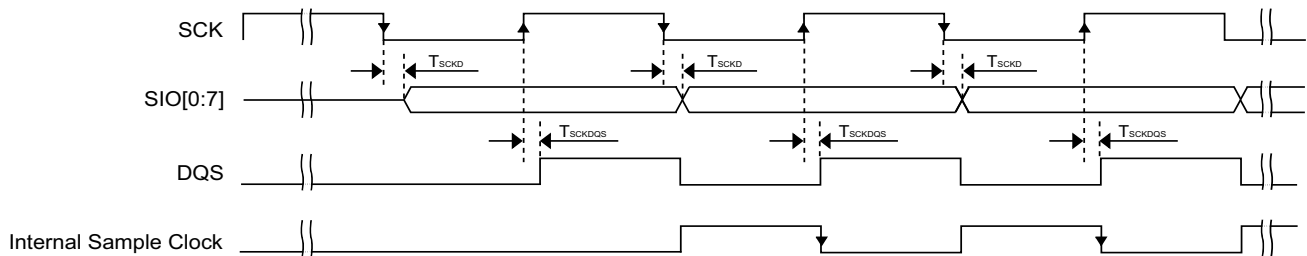 SCK
TSCKD TSCKD TSCKD
SIO[0:7]
TSCKDQS TSCKDQS TSCKDQS
DQS
Internal Sample Clock